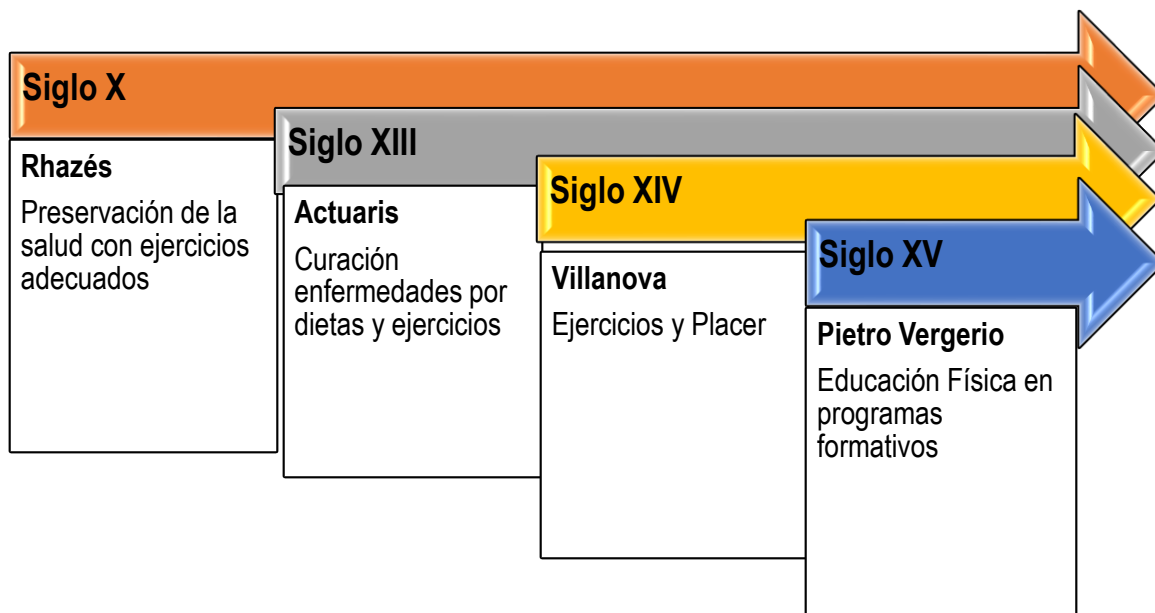 Siglo X
Rhazés
Preservación de la
salud con ejercicios
adecuados
Siglo XIII
Actuaris
Curación
enfermedades por
dietas y ejercicios
Siglo XIV
Villanova
Ejercicios y Placer
Siglo XV
Pietro Vergerio
Educación Física en
programas
formativos